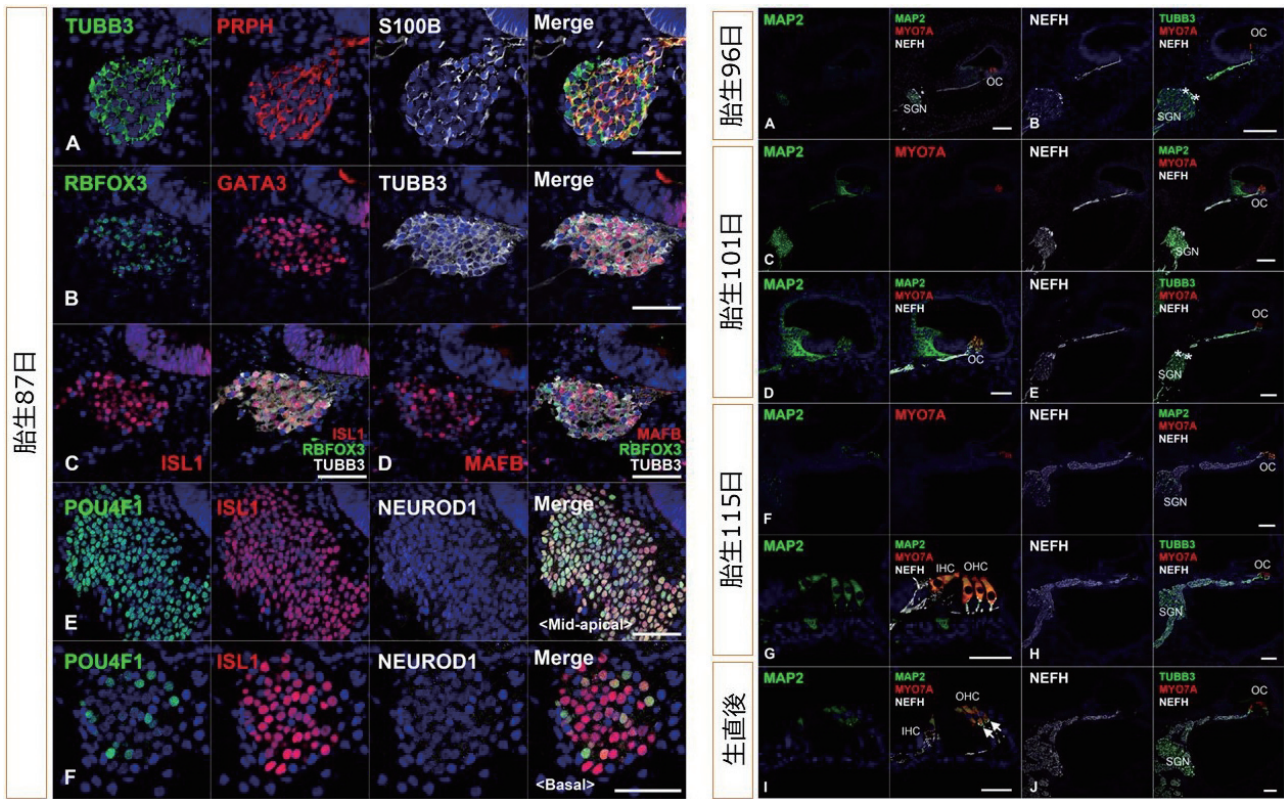 胎生87日
TUBB3 PRPH S100B Merge
A
RBFOX3 GATA3 TUBB3 Merge
B
C ISL1 ISL1 RBFOX3 TUBB3 D MAFB MAFB RBFOX3 TUBB3
POU4F1 ISL1 NEUROD1 Merge
E <Mid-apical>
POU4F1 ISL1 NEUROD1 Merge
F <Basal>
胎生96日
MAP2 MAP2 MYO7A NEFH NEFH TUBB3 MYO7A NEFH
OC OC
A SGN B SGN
胎生101日
MAP2 MYO7A NEFH MAP2 MYO7A NEFH
OC
C SGN
MAP2 MAP2 MYO7A NEFH NEFH TUBB3 MYO7A NEFH
OC
D OC E SGN
胎生115日
MAP2 MYO7A NEFH MAP2 MYO7A NEFH
OC
F SGN
MAP2 MAP2 MYO7A NEFH NEFH TUBB3 MYO7A NEFH
IHC OHC OC
G H SGN
生直後
MAP2 MAP2 MYO7A NEFH NEFH TUBB3 MYO7A NEFH
OHC OC
IHC
I J SGN